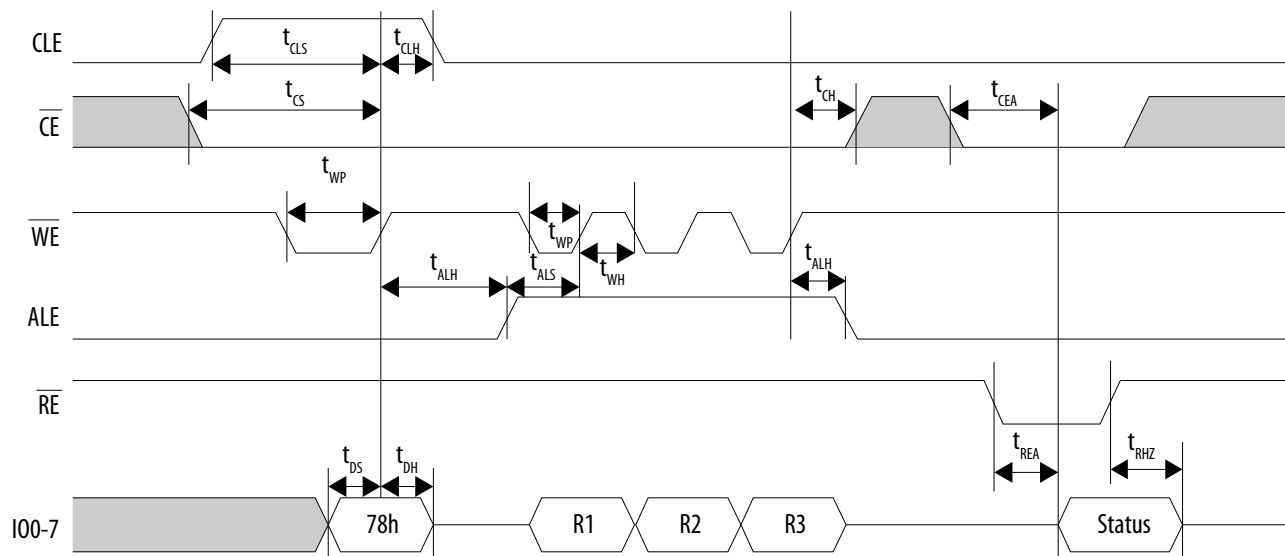 CLE
tCLS
tCLH
CE
tCS
tCH
tCEA
WE
tWP
tWP
tWH
ALE
tALH
tALS
tALH
RE
tREA
tRHZ
IO0-7
tDS
tDH
78h
R1
R2
R3
Status